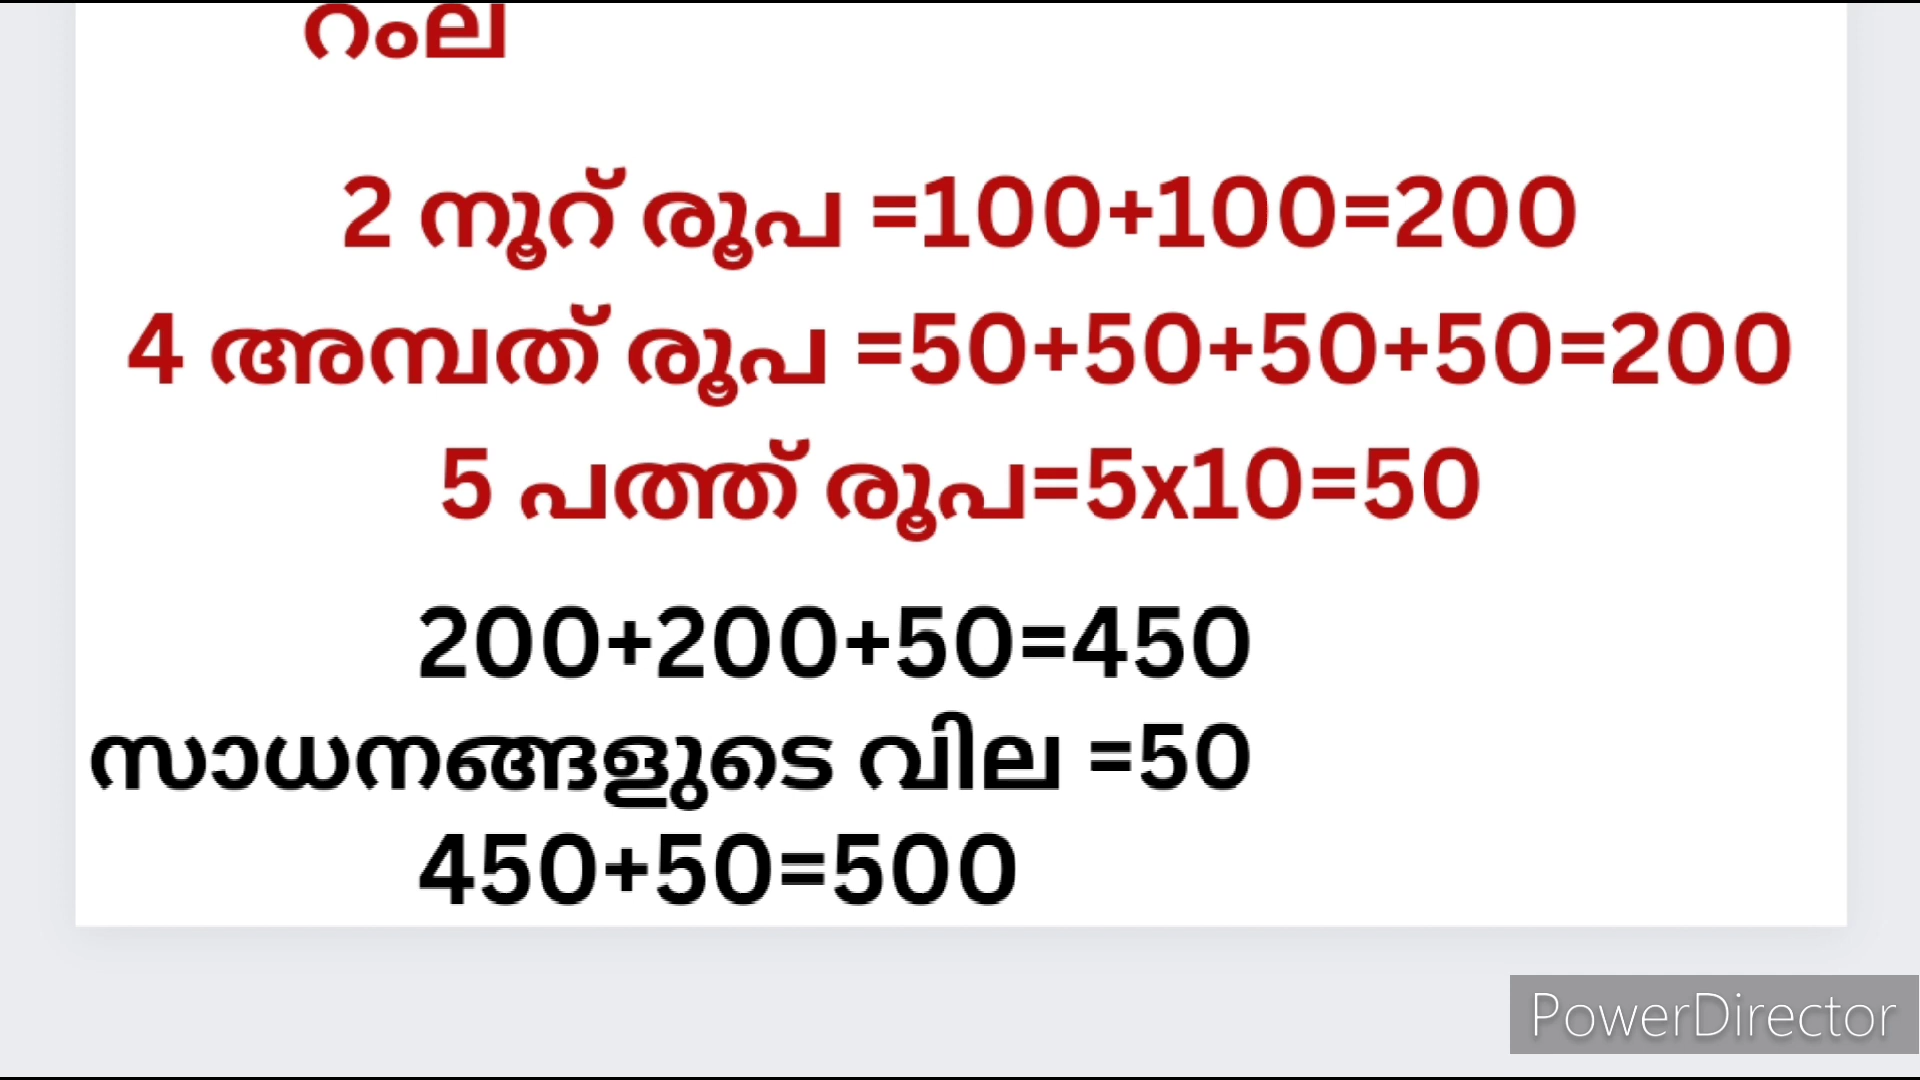 റംല
2 നൂറ് രൂപ =100+100=200
4 അമ്പത് രൂപ =50+50+50+50=200
5 പത്ത് രൂപ=5x10=50
200+200+50=450
സാധനങ്ങളുടെ വില =50
450+50=500
PowerDirector